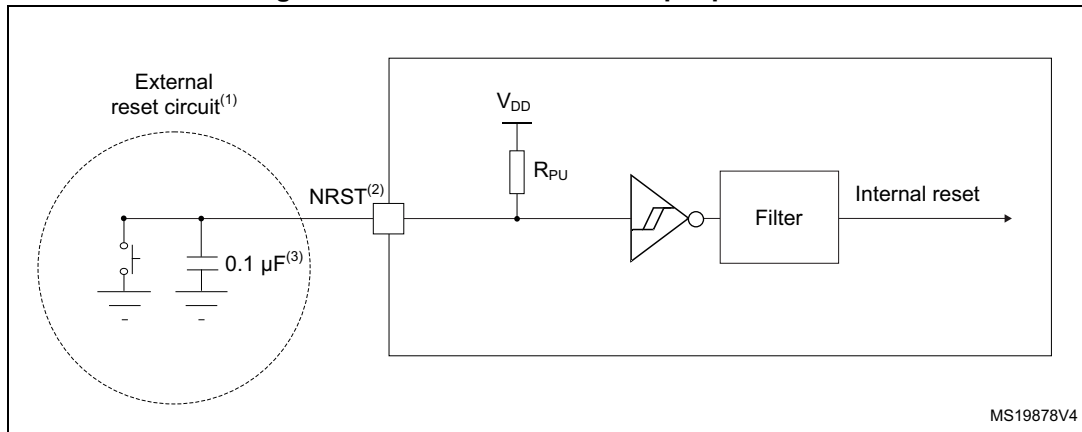 External
reset circuit(1)
VDD
RPU
NRST(2)
0.1 µF(3)
Filter
Internal reset
MS19878V4